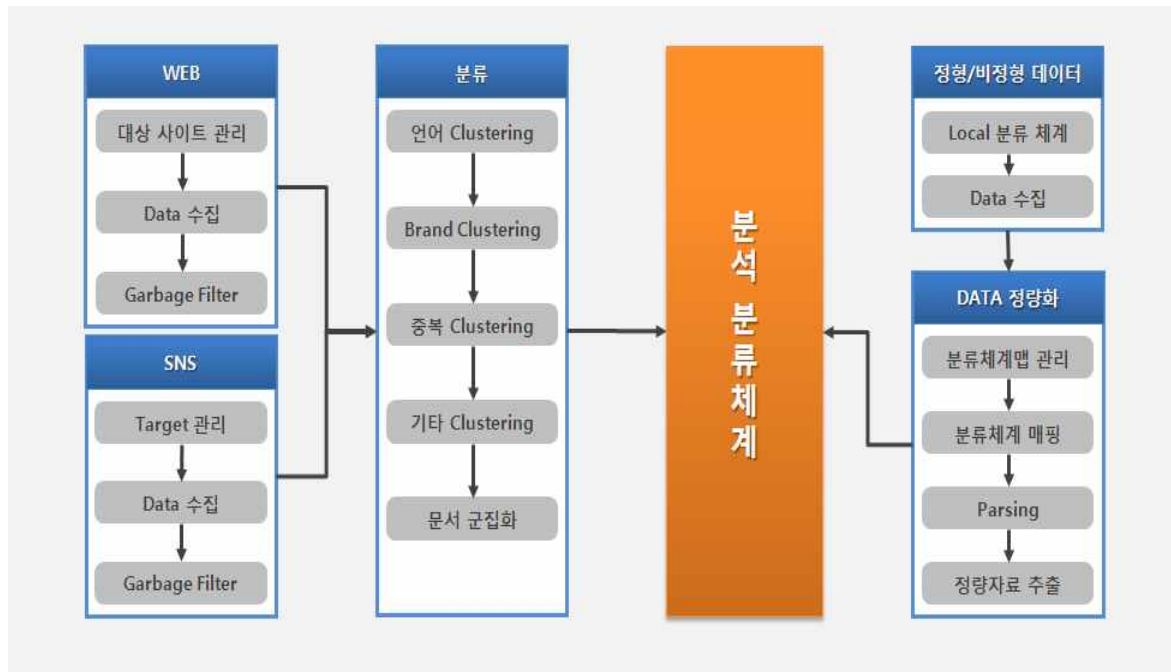 WEB
대상 사이트 관리
Data 수집
Garbage Filter
SNS
Target 관리
Data 수집
Garbage Filter
분류
언어 Clustering
Brand Clustering
중복 Clustering
기타 Clustering
문서 군집화
분석 분류체계
정형/비정형 데이터
Local 분류 체계
Data 수집
DATA 정량화
분류체계맵 관리
분류체계 매핑
Parsing
정량자료 추출